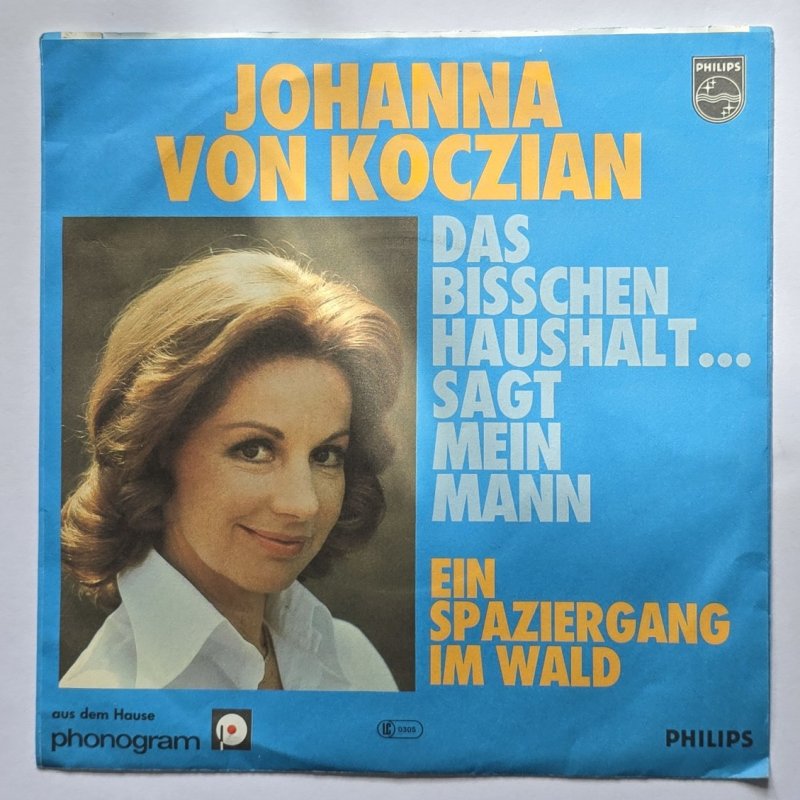 JOHANNA
VON KOCZIAN
PHILIPS
DAS
BISSCHEN
HAUSHALT...
SAGT
MEIN
MANN
EIN
SPAZIERGANG
IM WALD
aus dem Hause
phonogram
LC 0305
PHILIPS